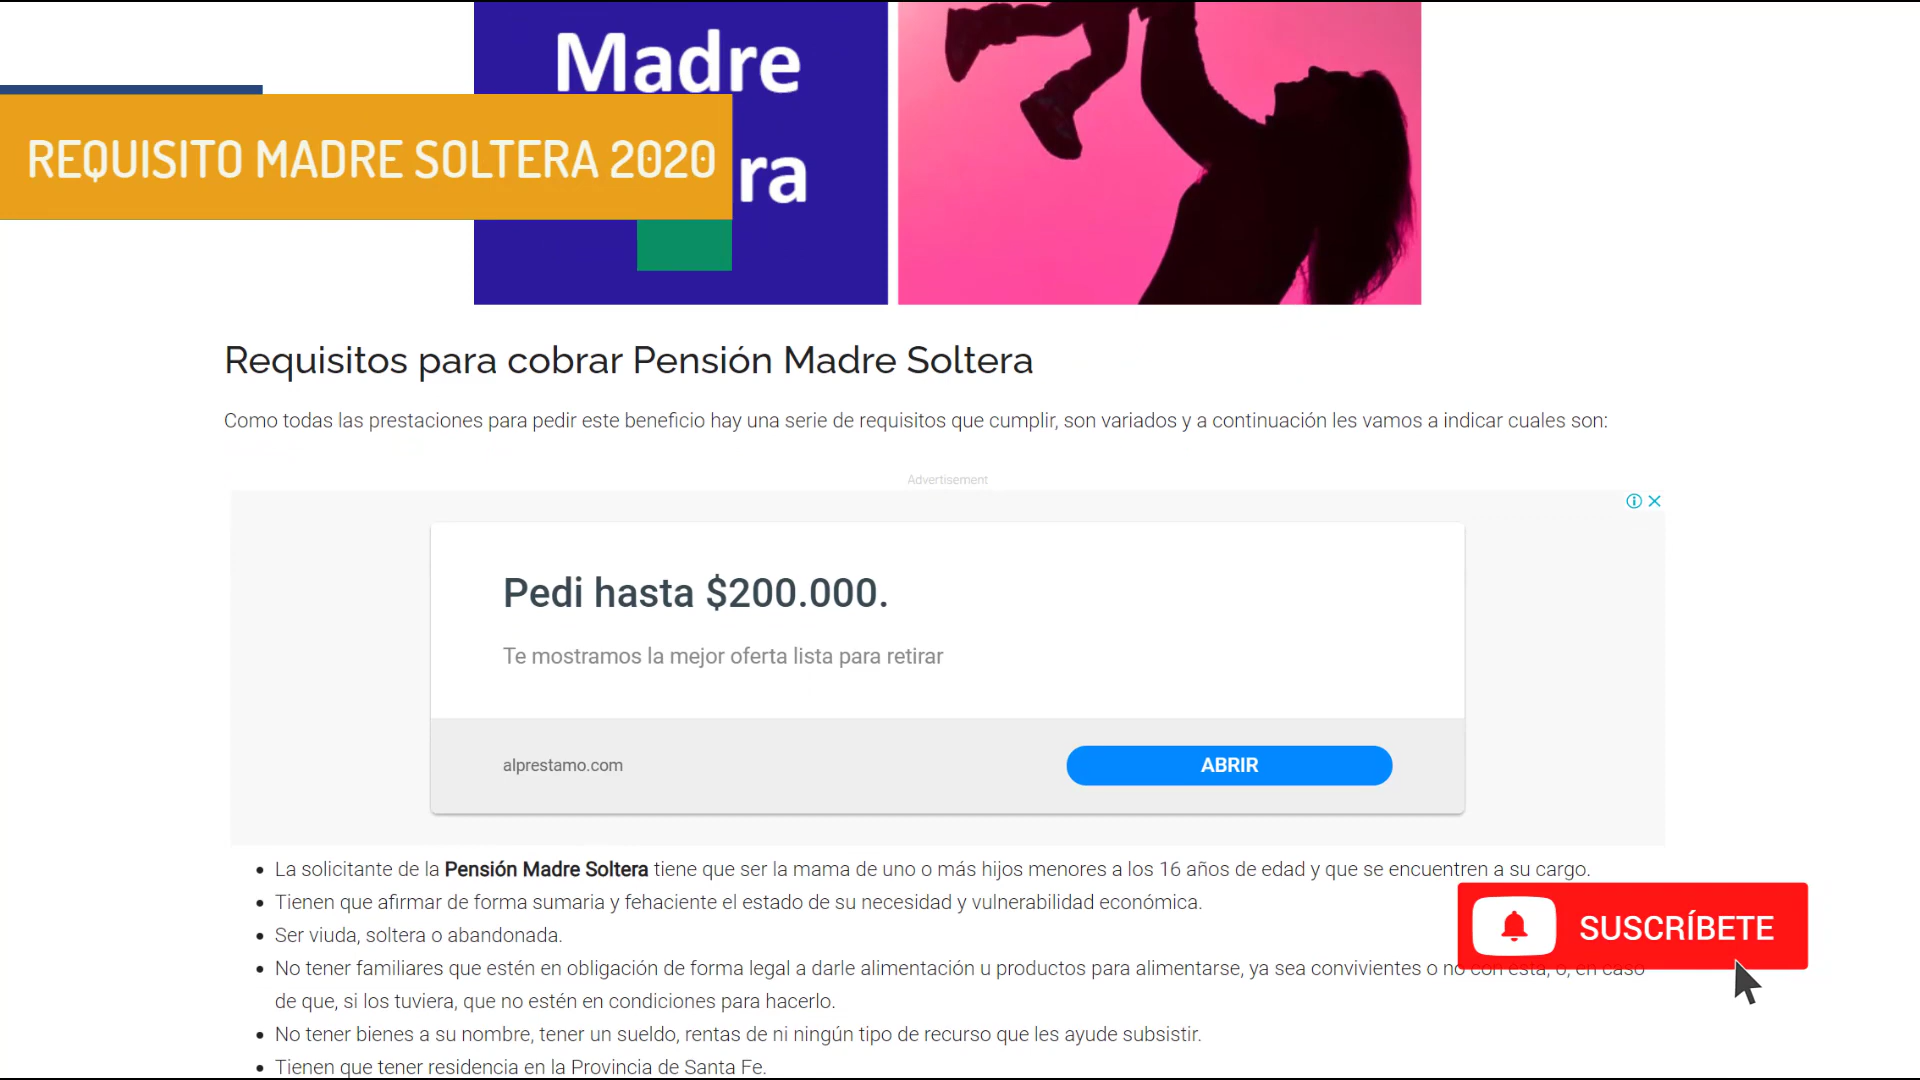 Madre
REQUISITO MADRE SOLTERA 2020
ra
Requisitos para cobrar Pensión Madre Soltera
Como todas las prestaciones para pedir este beneficio hay una serie de requisitos que cumplir, son variados y a continuación les vamos a indicar cuales son:
Advertisement
Pedi hasta $200.000.
Te mostramos la mejor oferta lista para retirar
alprestamo.com
ABRIR
• La solicitante de la Pensión Madre Soltera tiene que ser la mama de uno o más hijos menores a los 16 años de edad y que se encuentren a su cargo.
• Tienen que afirmar de forma sumaria y fehaciente el estado de su necesidad y vulnerabilidad económica.
SUSCRÍBETE
• Ser viuda, soltera o abandonada.
• No tener familiares que estén en obligación de forma legal a darle alimentación u productos para alimentarse, ya sea convivientes o no con esta, o, en caso
de que, si los tuviera, que no estén en condiciones para hacerlo.
• No tener bienes a su nombre, tener un sueldo, rentas de ni ningún tipo de recurso que les ayude subsistir.
• Tienen que tener residencia en la Provincia de Santa Fe.